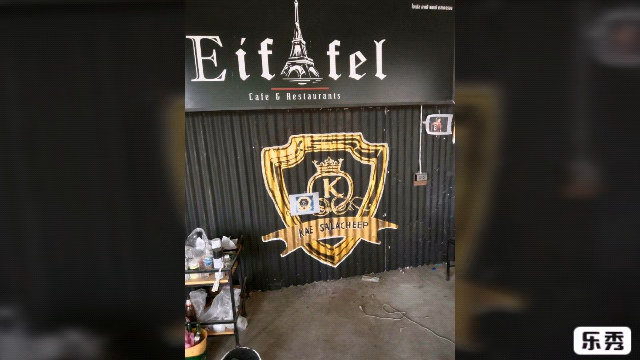 Eiffel
Cafe & Restaurants
K
KAE SALACHEEP
乐秀